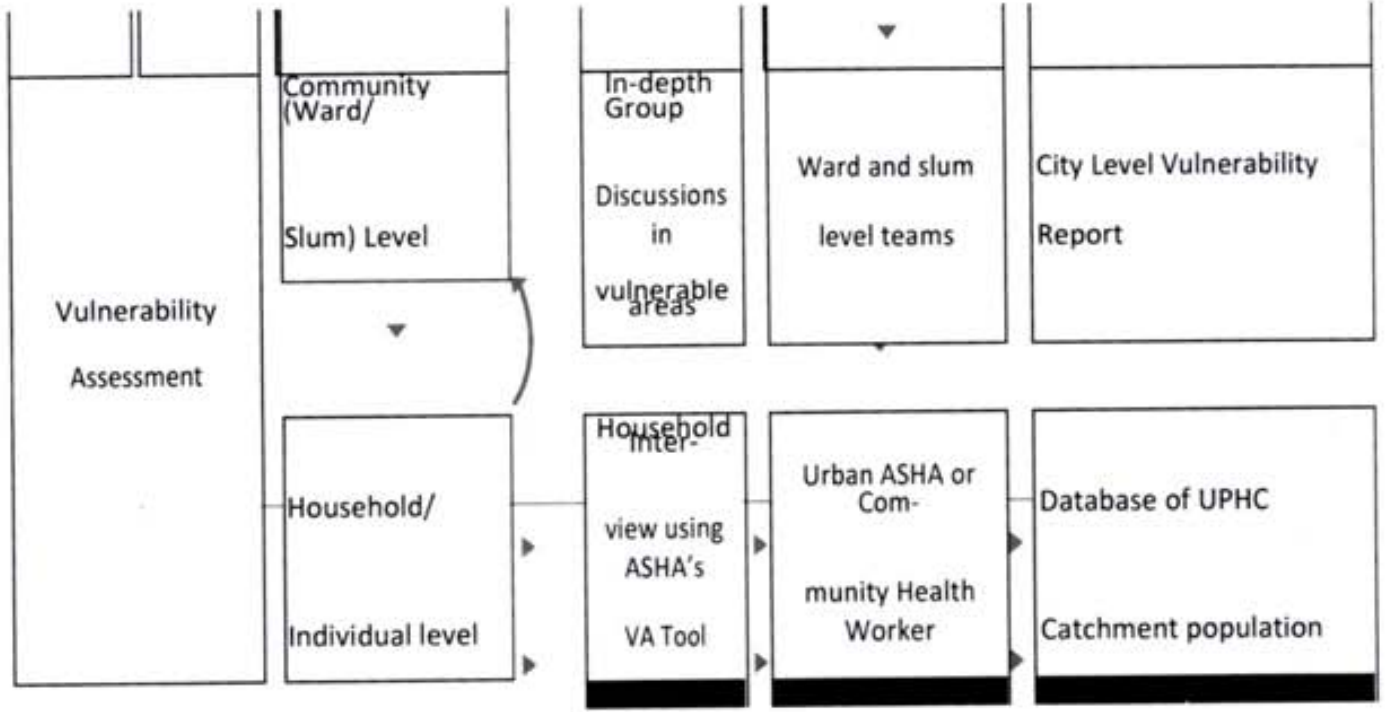 Vulnerability
Assessment
Community
(Ward/
Slum) Level
In-depth
Group
Discussions
in
vulnerable
areas
Ward and slum
level teams
City Level Vulnerability
Report
Household/
Individual level
Household
Inter-
view using
ASHA's
VA Tool
Urban ASHA or
Com-
munity Health
Worker
Database of UPHC
Catchment population